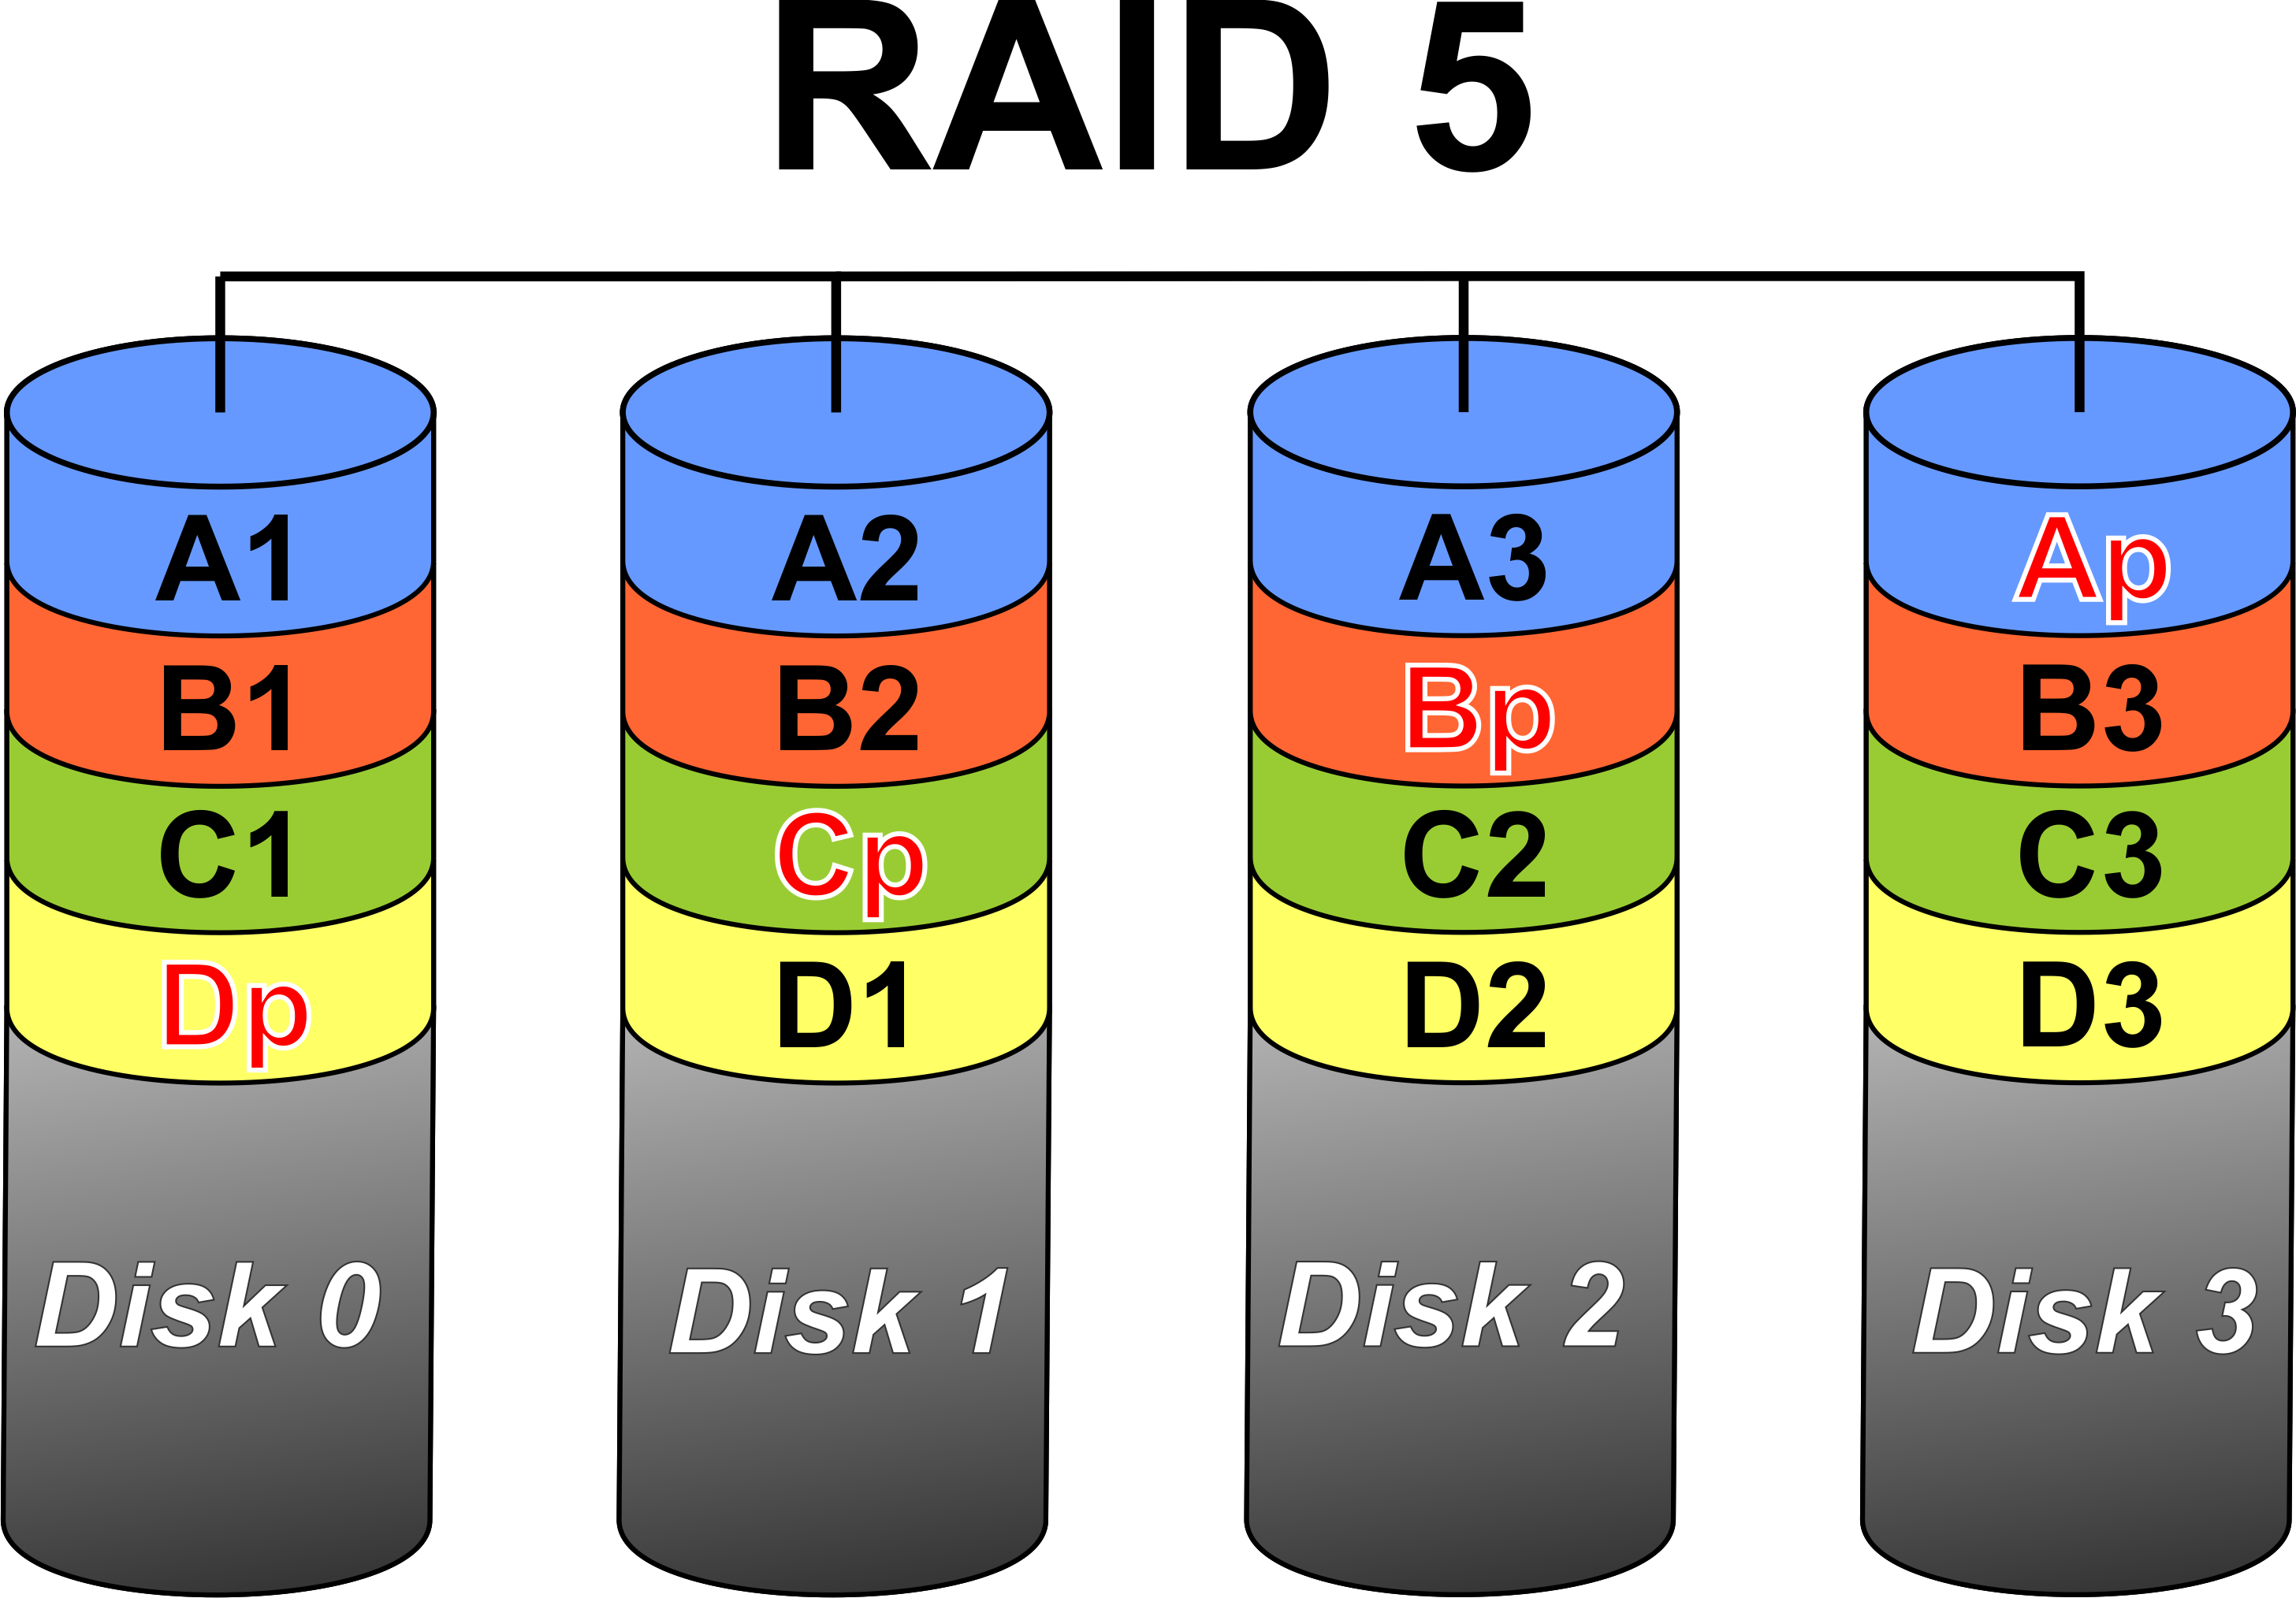 RAID 5
A1 A2 A3 Ap
B1 B2 Bp B3
C1 Cp C2 C3
Dp D1 D2 D3
Disk 0 Disk 1 Disk 2 Disk 3